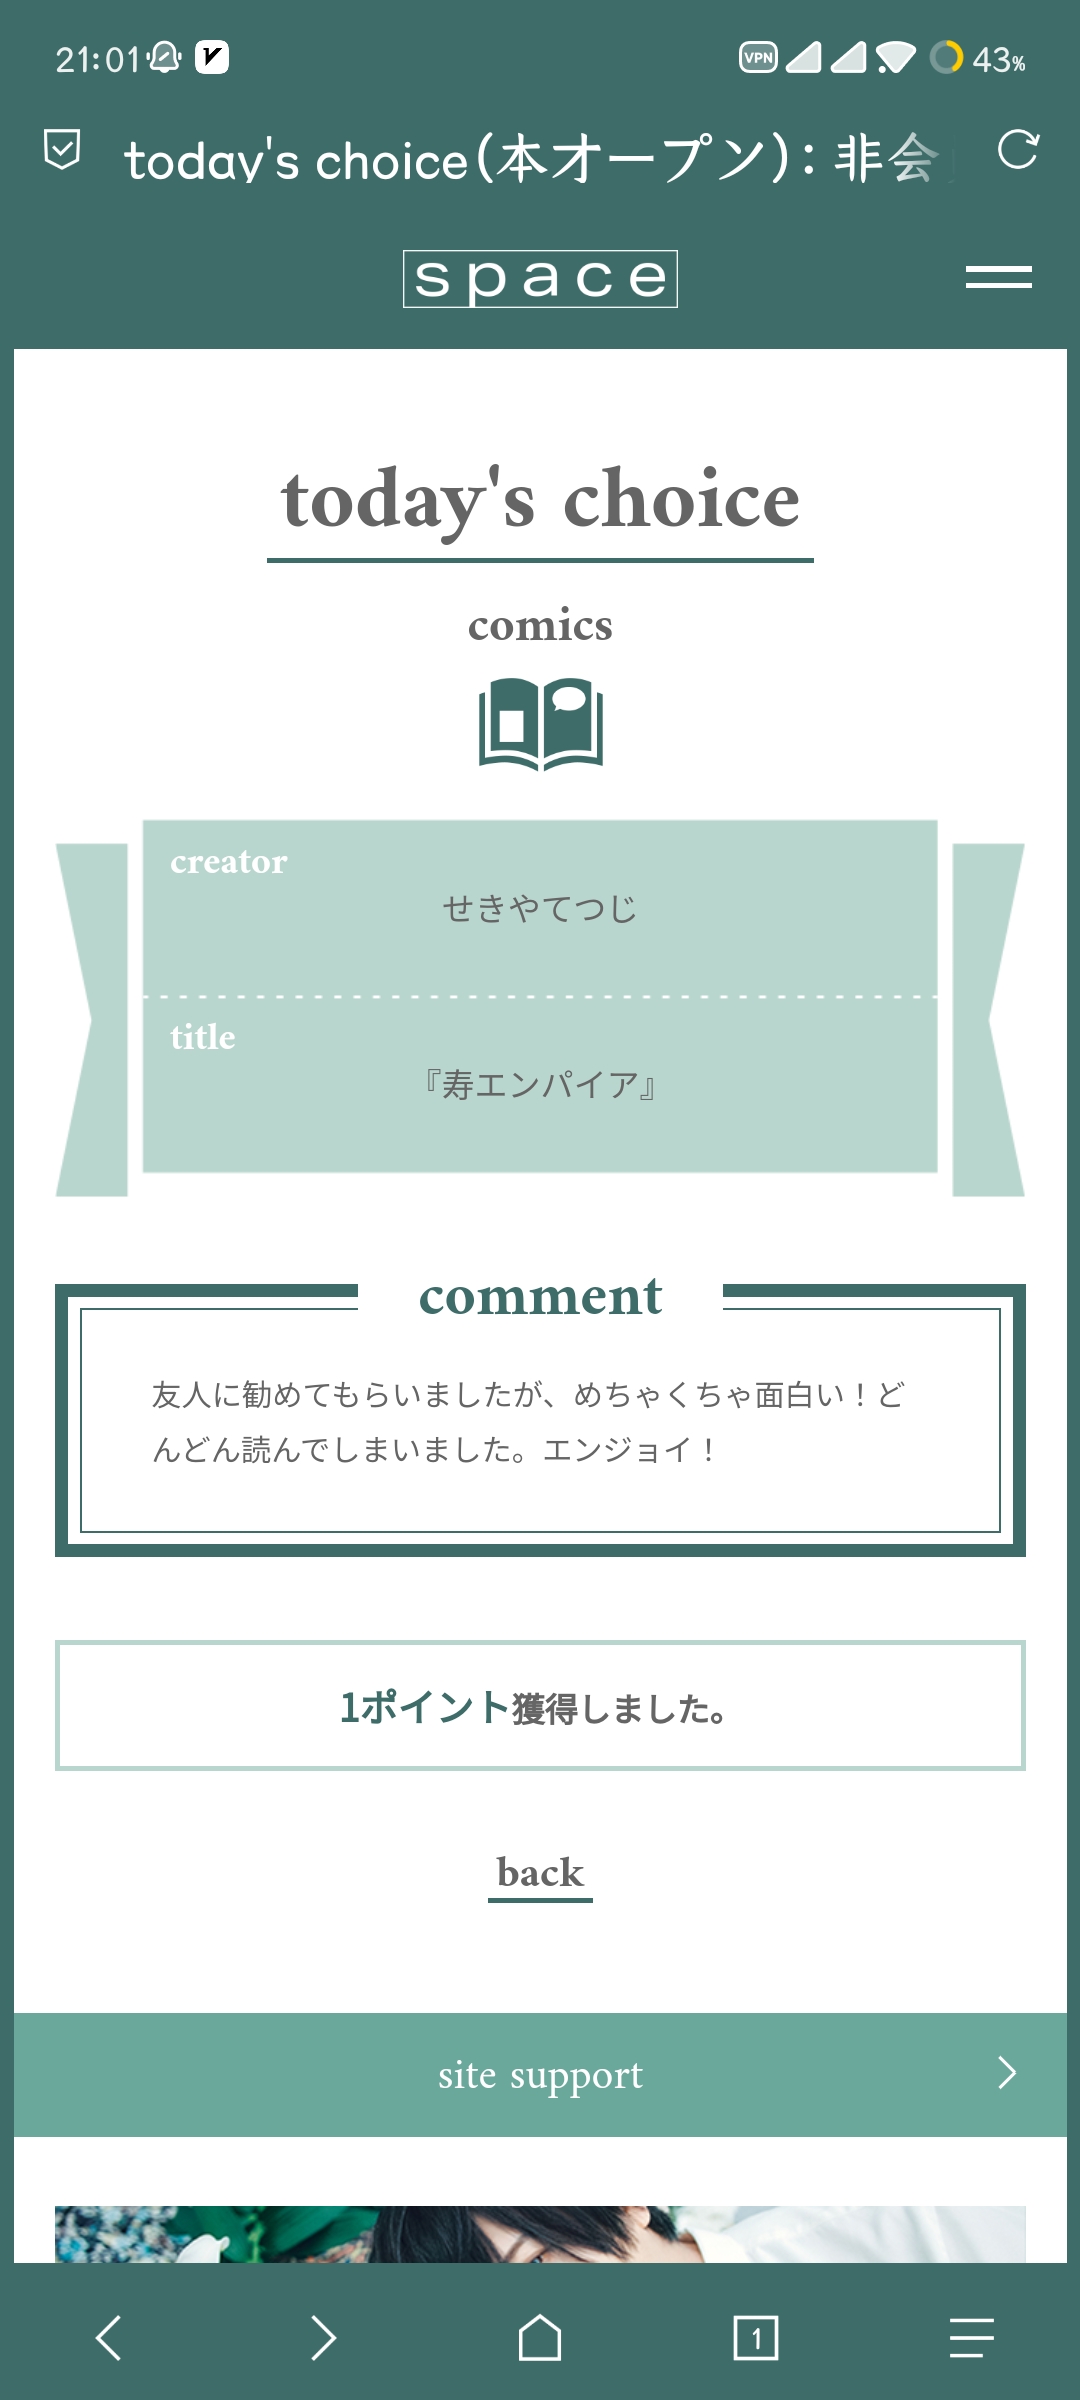 21:01
VPN
43%
today's choice(本オープン): 非会
space
today's choice
comics
creator
せきやてつじ
title
『寿エンパイア』
comment
友人に勧めてもらいましたが、めちゃくちゃ面白い！ど
んどん読んでしまいました。エンジョイ！
1ポイント獲得しました。
back
site support
1